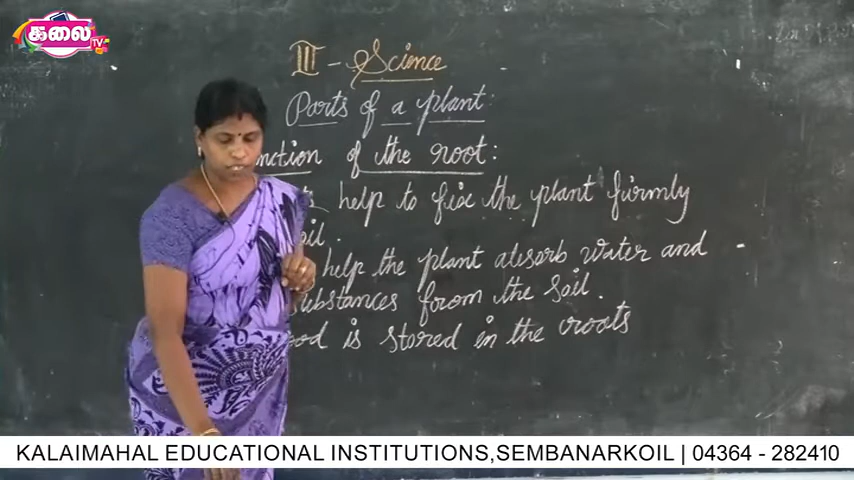 கலை TV
III - Science
Parts of a plant:
nction of the root:
help to fix the plant firmly
oil.
help the plant absorb water and
substances from the soil.
ood is stored in the roots
KALAIMAHAL EDUCATIONAL INSTITUTIONS,SEMBANARKOIL | 04364 - 282410